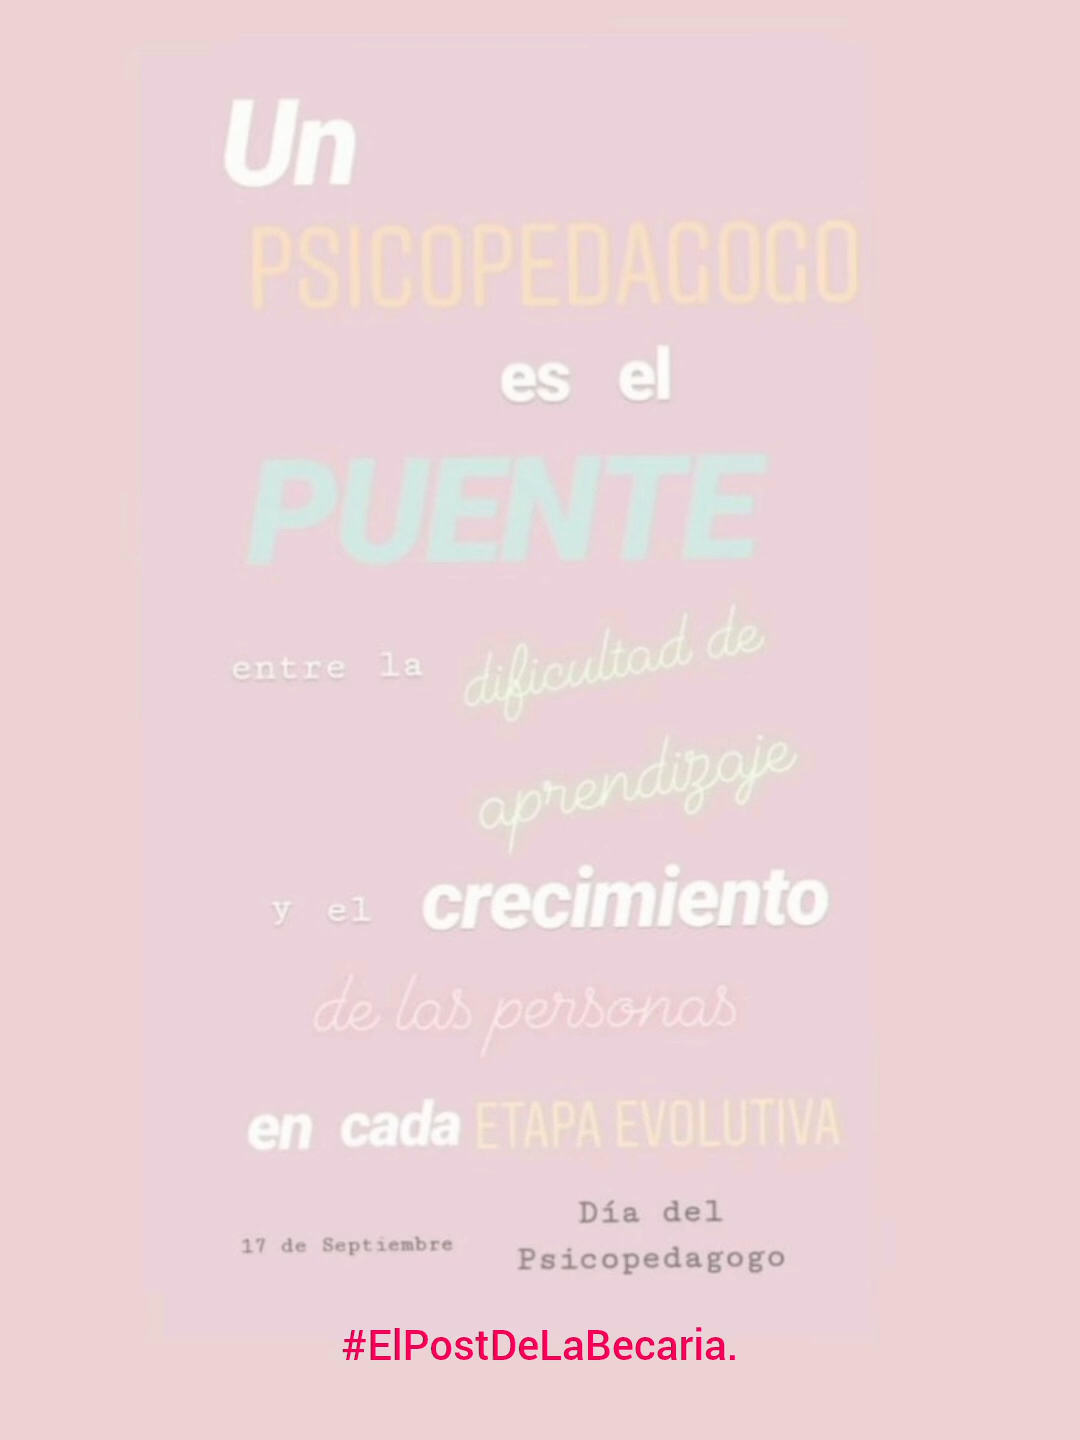 Un
PSICOPEDAGOGO
es el
PUENTE
entre la dificultad de
aprendizaje
y el crecimiento
de las personas
en cada ETAPA EVOLUTIVA
17 de Septiembre
Día del
Psicopedagogo
#ElPostDeLaBecaria.